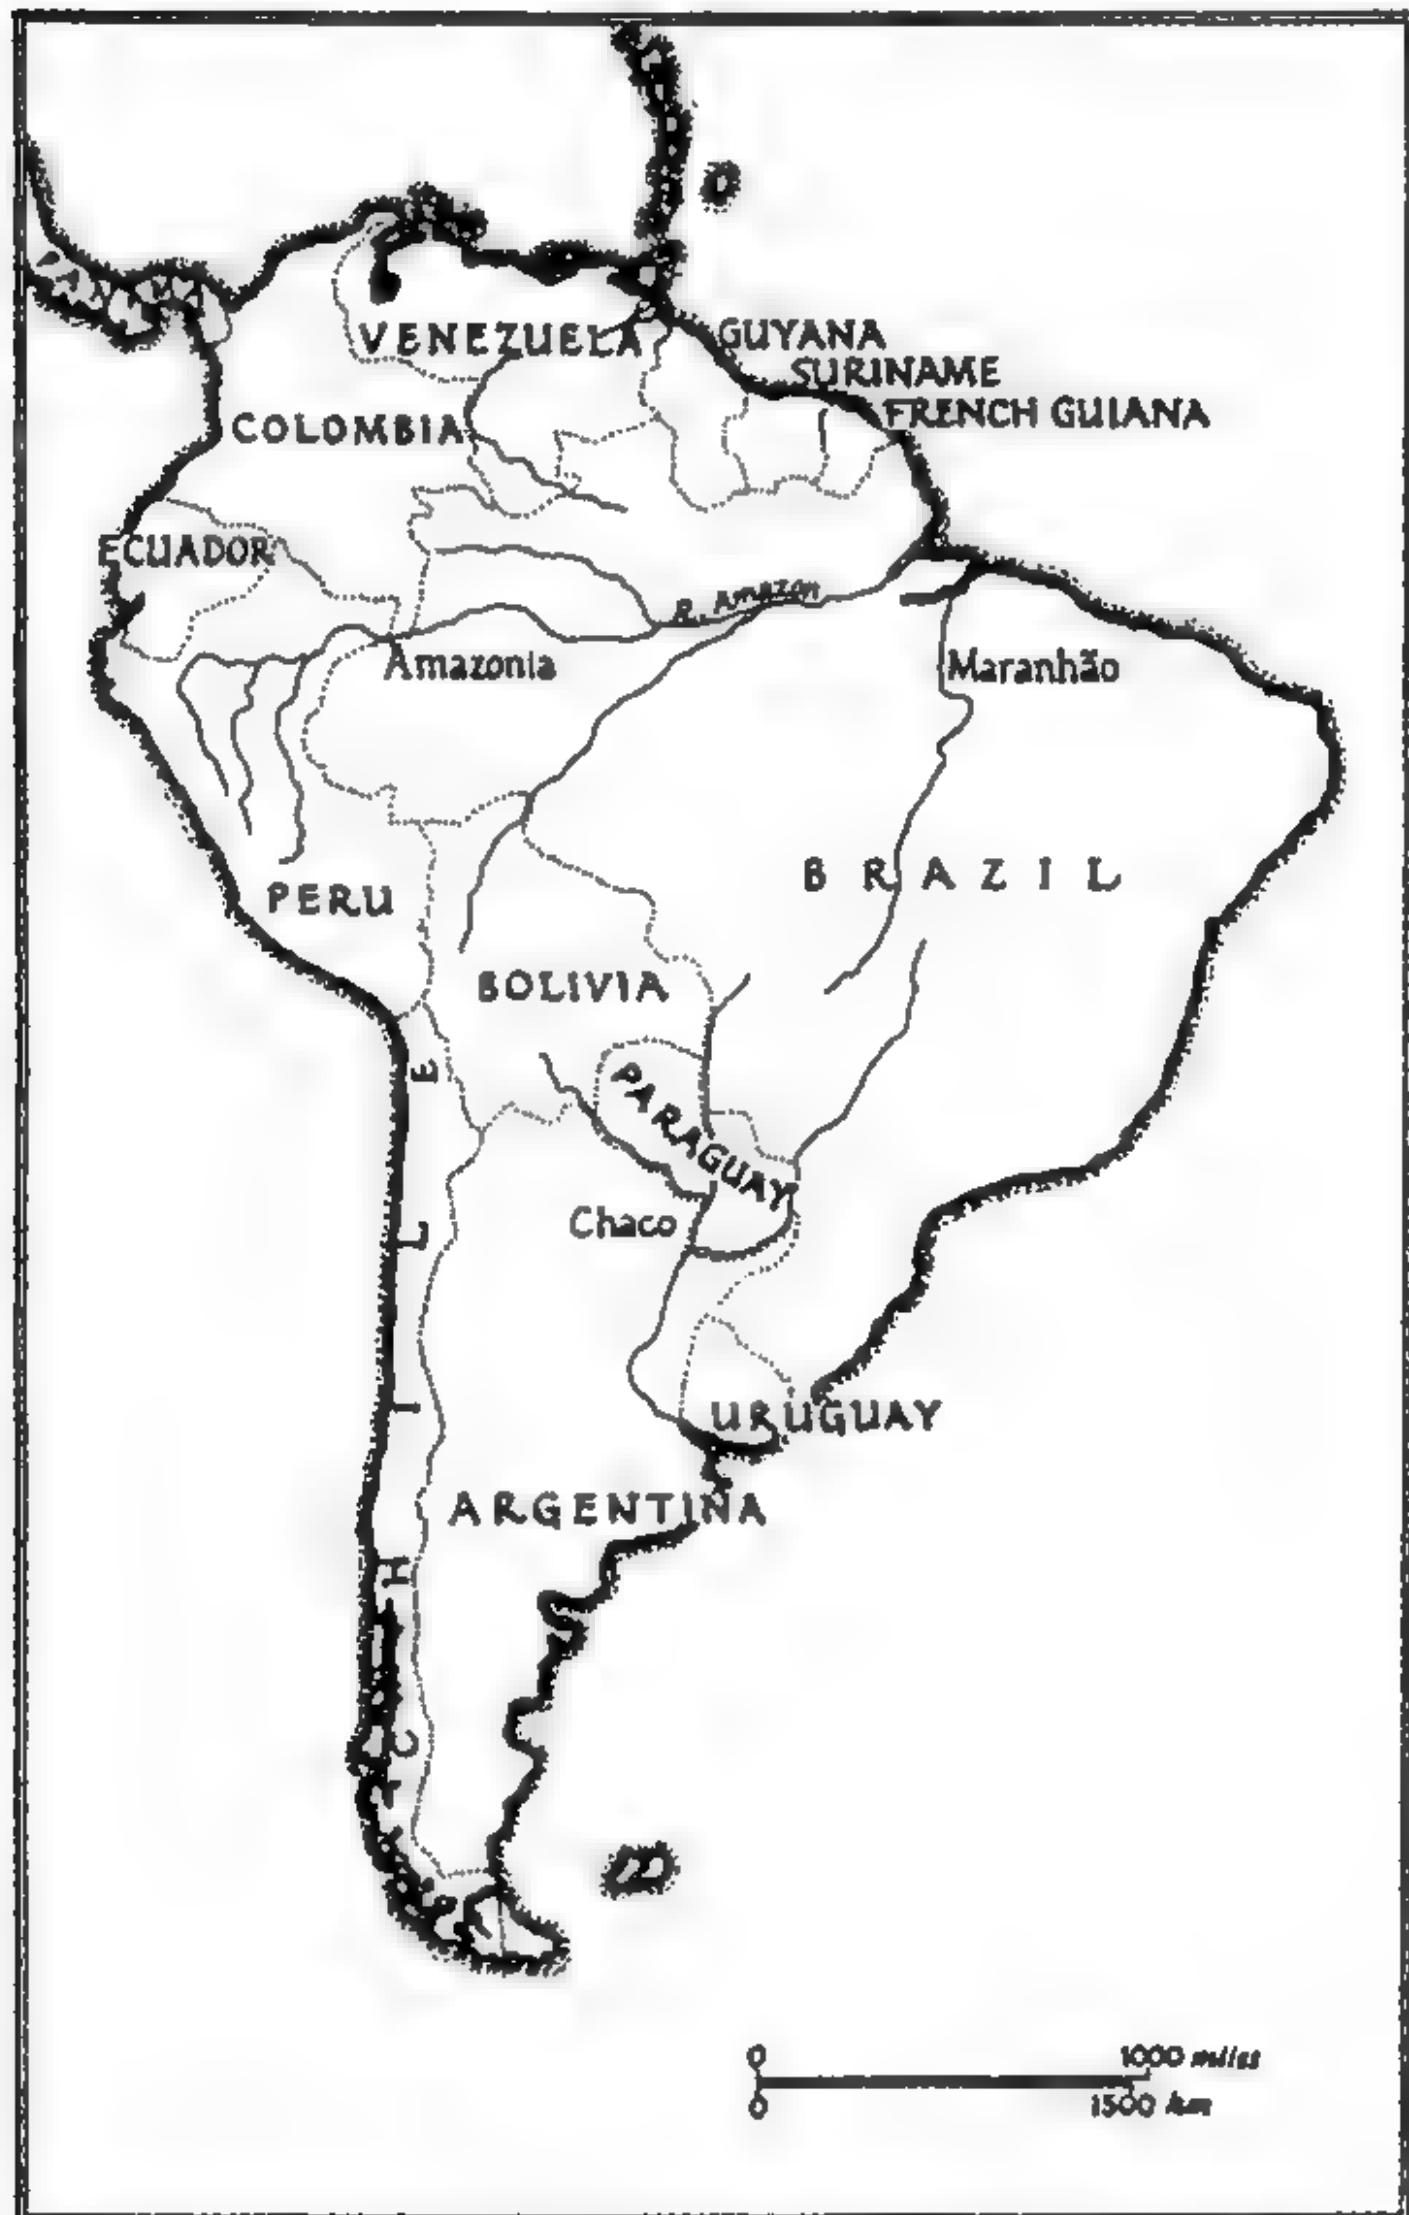 VENEZUELA
GUYANA
SURINAME
FRENCH GUIANA
COLOMBIA
ECUADOR
R. Amazon
Amazonia
Maranhão
PERU
BRAZIL
BOLIVIA
PARAGUAY
Chaco
CHILE
URUGUAY
ARGENTINA
0 1000 miles
0 1500 km